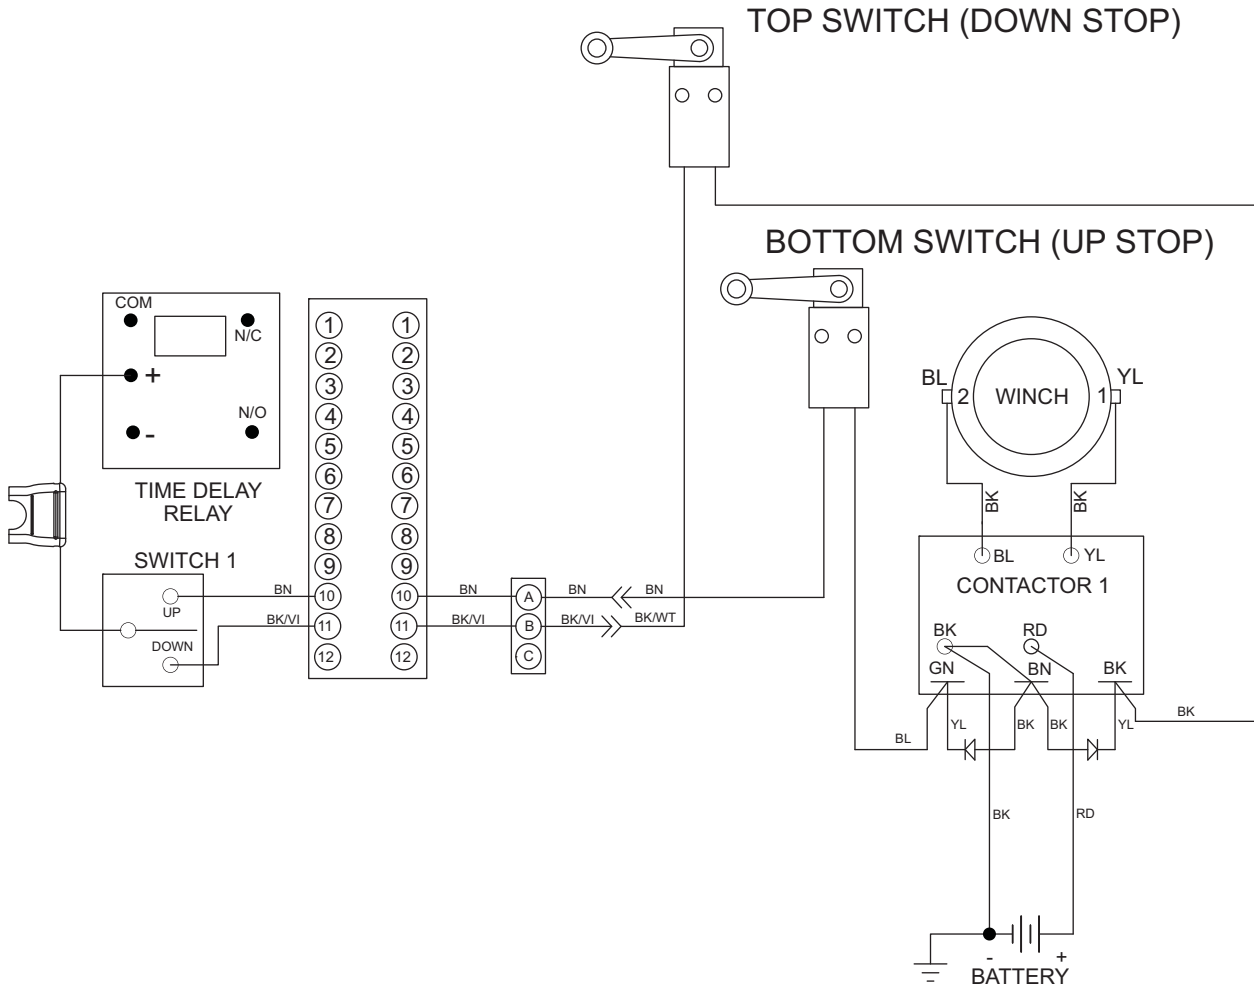 TOP SWITCH (DOWN STOP)
BOTTOM SWITCH (UP STOP)
COM
N/C
+
N/O
-
TIME DELAY
RELAY
SWITCH 1
UP
DOWN
BN
BK/VI
1 1
2 2
3 3
4 4
5 5
6 6
7 7
8 8
9 9
10 10
11 11
12 12
BN
BK/VI
A
B
C
BN BN
BK/VI BK/WT
BL YL
2 WINCH 1
BK BK
BL YL
CONTACTOR 1
BK RD
GN BN BK
YL BK BK YL
BL
BK
BK RD
- +
BATTERY